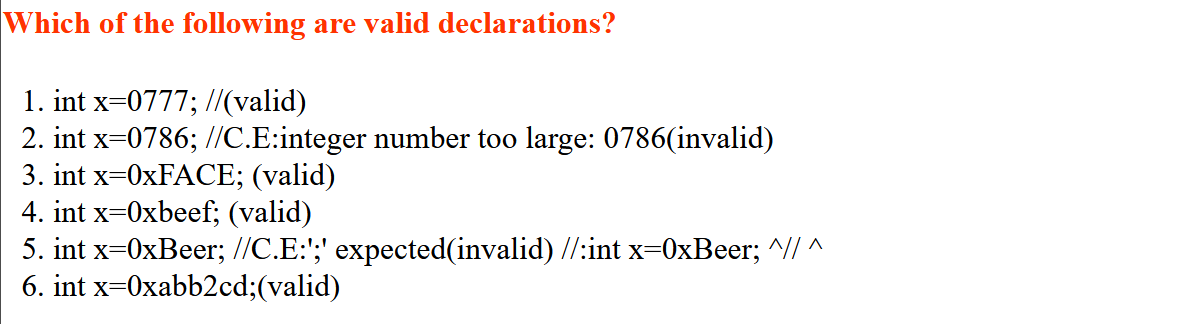 Which of the following are valid declarations?
1. int x=0777; //(valid)
2. int x=0786; //C.E:integer number too large: 0786(invalid)
3. int x=0xFACE; (valid)
4. int x=0xbeef; (valid)
5. int x=0xBeer; //C.E:';' expected(invalid) //:int x=0xBeer; ^// ^
6. int x=0xabb2cd;(valid)